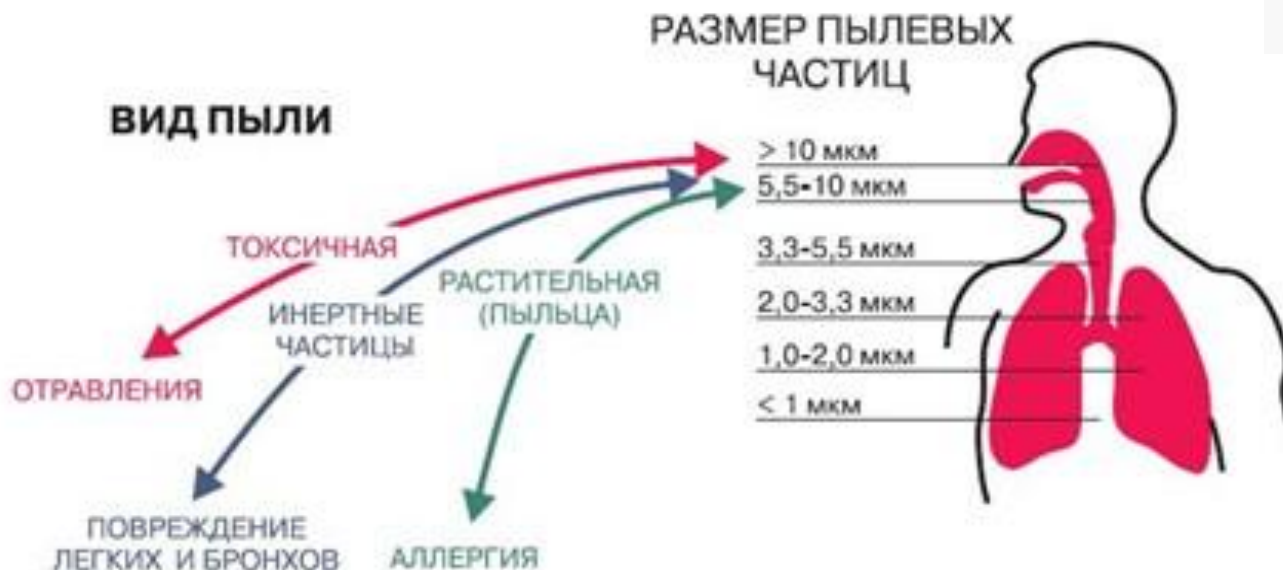 РАЗМЕР ПЫЛЕВЫХ
ЧАСТИЦ
ВИД ПЫЛИ
> 10 мкм
5,5-10 мкм
3,3-5,5 мкм
2,0-3,3 мкм
1,0-2,0 мкм
< 1 мкм
ТОКСИЧНАЯ
ИНЕРТНЫЕ
ЧАСТИЦЫ
РАСТИТЕЛЬНАЯ
(ПЫЛЬЦА)
ОТРАВЛЕНИЯ
ПОВРЕЖДЕНИЕ
ЛЕГКИХ И БРОНХОВ
АЛЛЕРГИЯ